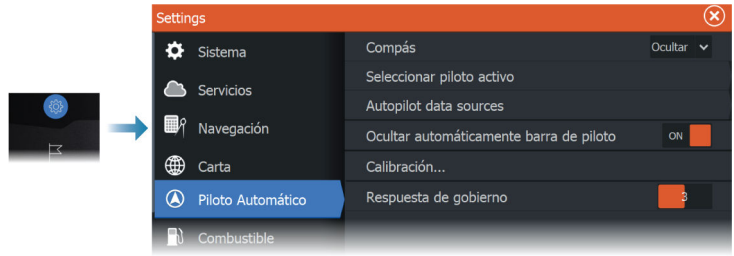 Settings
Sistema
Servicios
Navegación
Carta
Piloto Automático
Combustible
Compás Ocultar
Seleccionar piloto activo
Autopilot data sources
Ocultar automáticamente barra de piloto ON
Calibración...
Respuesta de gobierno 3